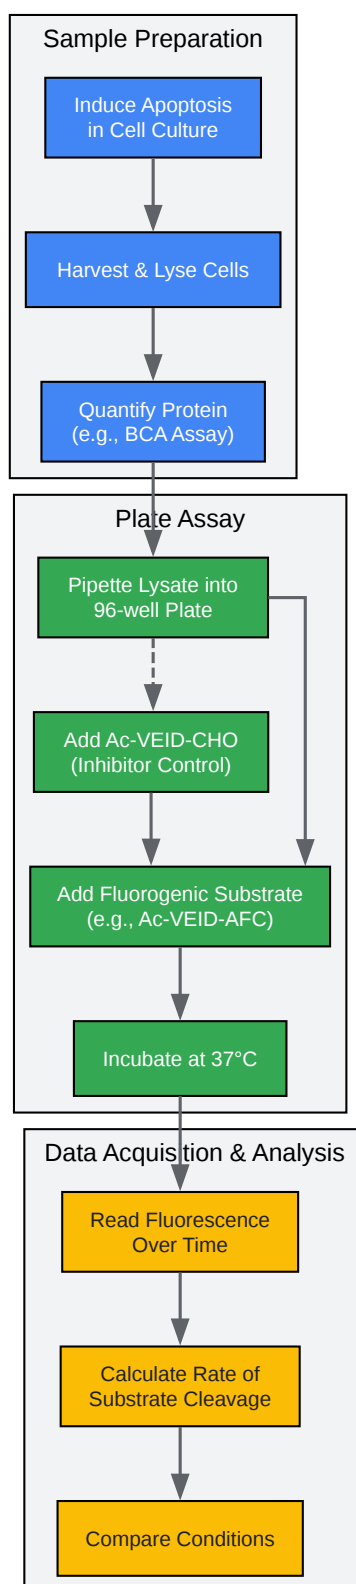 Sample Preparation
Induce Apoptosis
in Cell Culture
Harvest & Lyse Cells
Quantify Protein
(e.g., BCA Assay)
Plate Assay
Pipette Lysate into
96-well Plate
Add Ac-VEID-CHO
(Inhibitor Control)
Add Fluorogenic Substrate
(e.g., Ac-VEID-AFC)
Incubate at 37°C
Data Acquisition & Analysis
Read Fluorescence
Over Time
Calculate Rate of
Substrate Cleavage
Compare Conditions